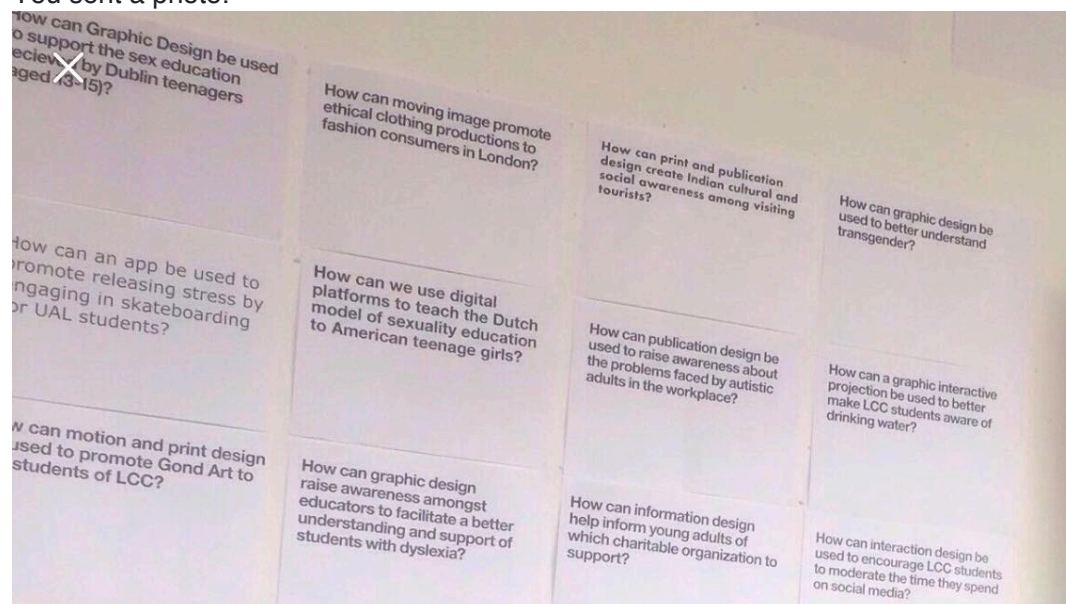 You sent a photo.
How can Graphic Design be used
o support the sex education
by Dublin teenagers
aged 13-15)?
How can moving image promote
ethical clothing productions to
fashion consumers in London?
How can print and publication
design create Indian cultural and
social awareness among visiting
tourists?
How can graphic design be
used to better understand
transgender?
How can an app be used to
promote releasing stress by
ngaging in skateboarding
or UAL students?
How can we use digital
platforms to teach the Dutch
model of sexuality education
to American teenage girls?
How can publication design be
used to raise awareness about
the problems faced by autistic
adults in the workplace?
How can a graphic interactive
projection be used to better
make LCC students aware of
drinking water?
w can motion and print design
used to promote Gond Art to
students of LCC?
How can graphic design
raise awareness amongst
educators to facilitate a better
understanding and support of
students with dyslexia?
How can information design
help inform young adults of
which charitable organization to
support?
How can interaction design be
used to encourage LCC students
to moderate the time they spend
on social media?